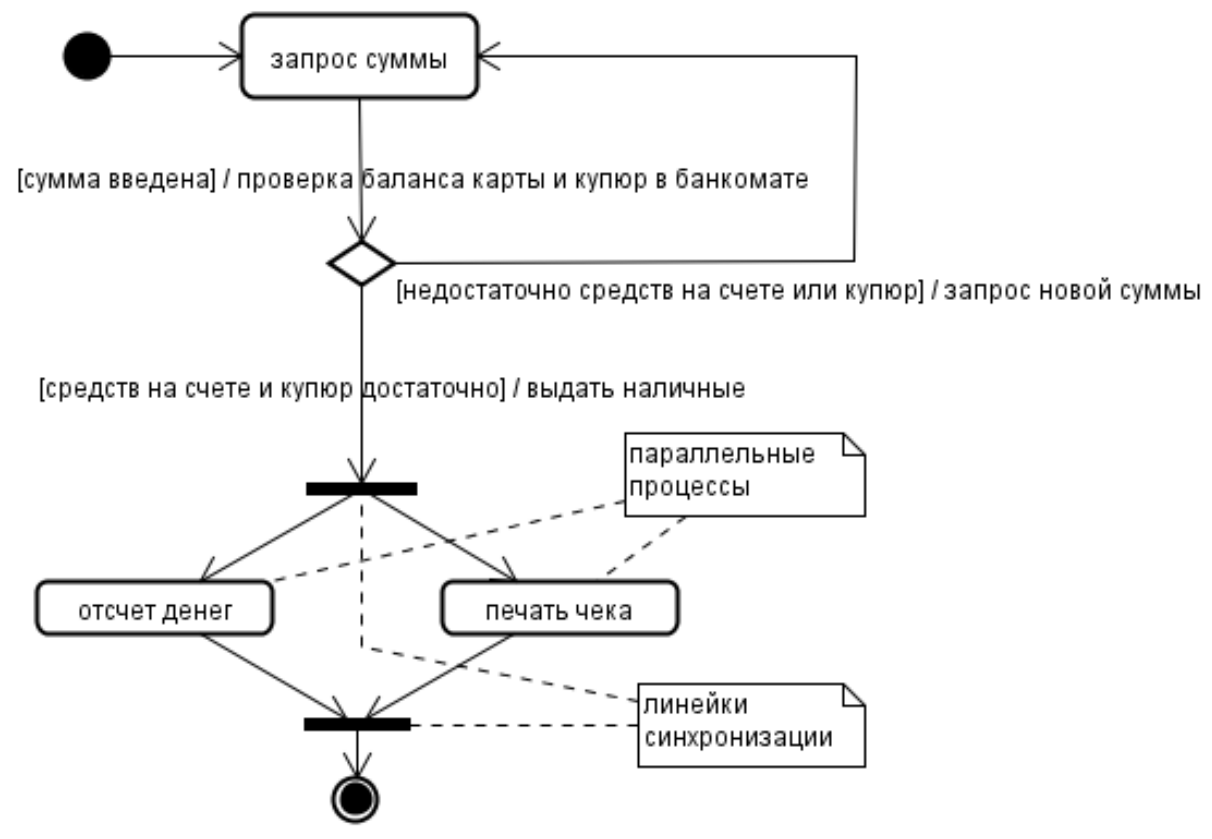 запрос суммы
[сумма введена] / проверка баланса карты и купюр в банкомате
[недостаточно средств на счете или купюр] / запрос новой суммы
[средств на счете и купюр достаточно] / выдать наличные
параллельные
процессы
отсчет денег
печать чека
линейки
синхронизации